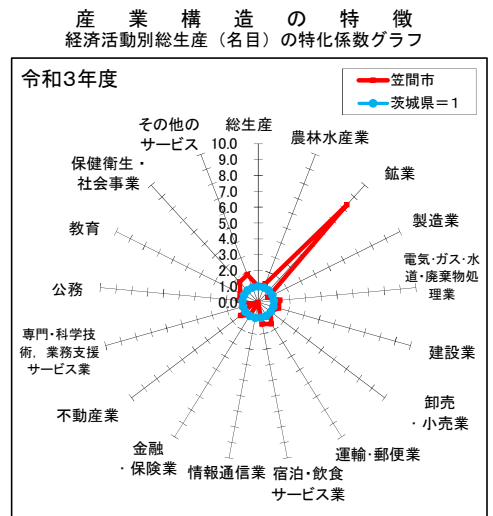 産業構造の特徴
経済活動別総生産（名目）の特化係数グラフ
令和3年度
笠間市
茨城県＝1
総生産
農林水産業
鉱業
製造業
電気・ガス・水
道・廃棄物処
理業
建設業
卸売
・小売業
運輸・郵便業
宿泊・飲食
サービス業
情報通信業
金融
・保険業
不動産業
専門・科学技
術，業務支援
サービス業
公務
教育
保健衛生・
社会事業
その他の
サービス
10.0
9.0
8.0
7.0
6.0
5.0
4.0
3.0
2.0
1.0
0.0